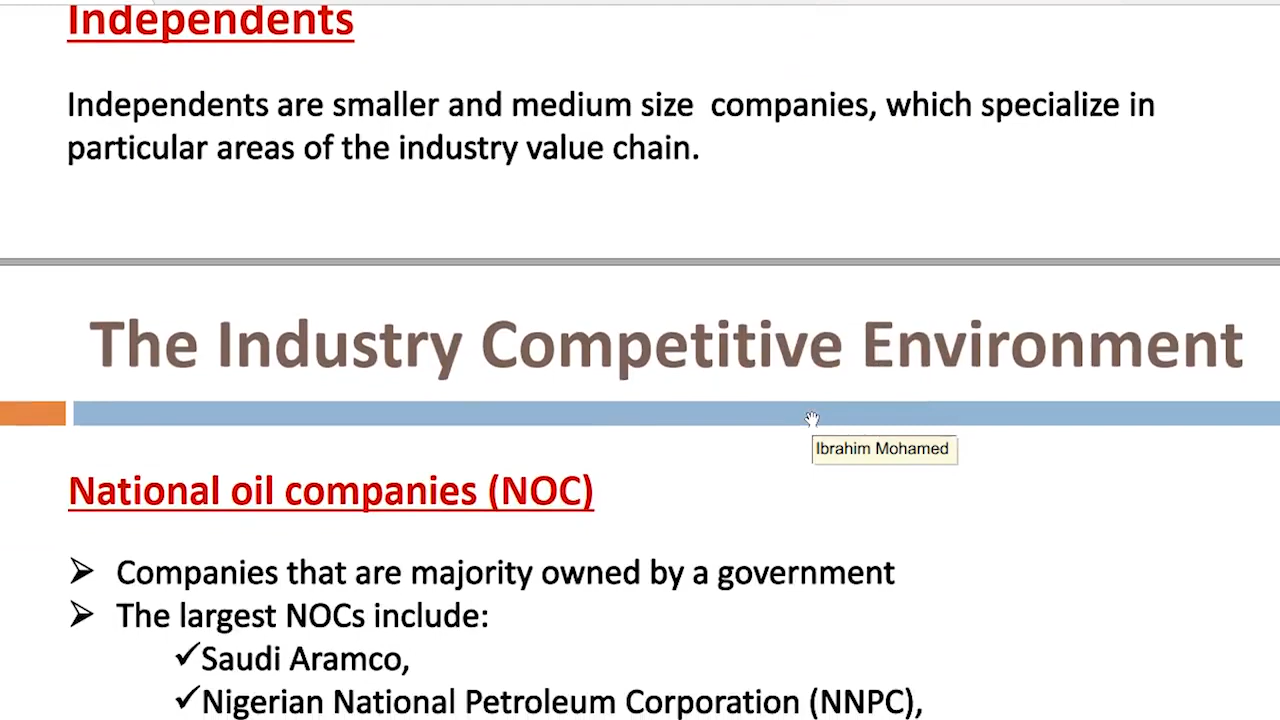 Independents
Independents are smaller and medium size companies, which specialize in
particular areas of the industry value chain.
The Industry Competitive Environment
Ibrahim Mohamed
National oil companies (NOC)
➢ Companies that are majority owned by a government
➢ The largest NOCs include:
✓Saudi Aramco,
✓Nigerian National Petroleum Corporation (NNPC),